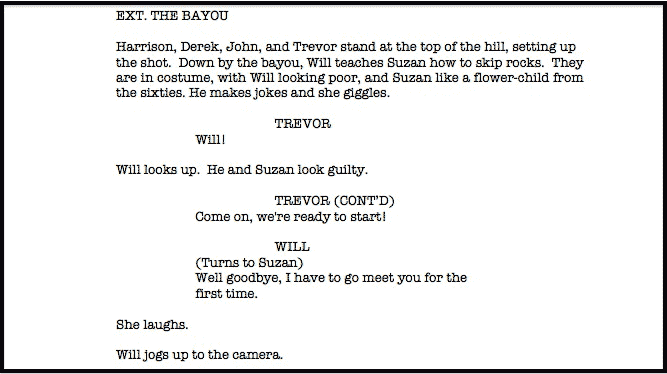 EXT. THE BAYOU
Harrison, Derek, John, and Trevor stand at the top of the hill, setting up
the shot. Down by the bayou, Will teaches Suzan how to skip rocks. They
are in costume, with Will looking poor, and Suzan like a flower-child from
the sixties. He makes jokes and she giggles.
TREVOR
Will!
Will looks up. He and Suzan look guilty.
TREVOR (CONT'D)
Come on, we're ready to start!
WILL
(Turns to Suzan)
Well goodbye, I have to go meet you for the
first time.
She laughs.
Will jogs up to the camera.